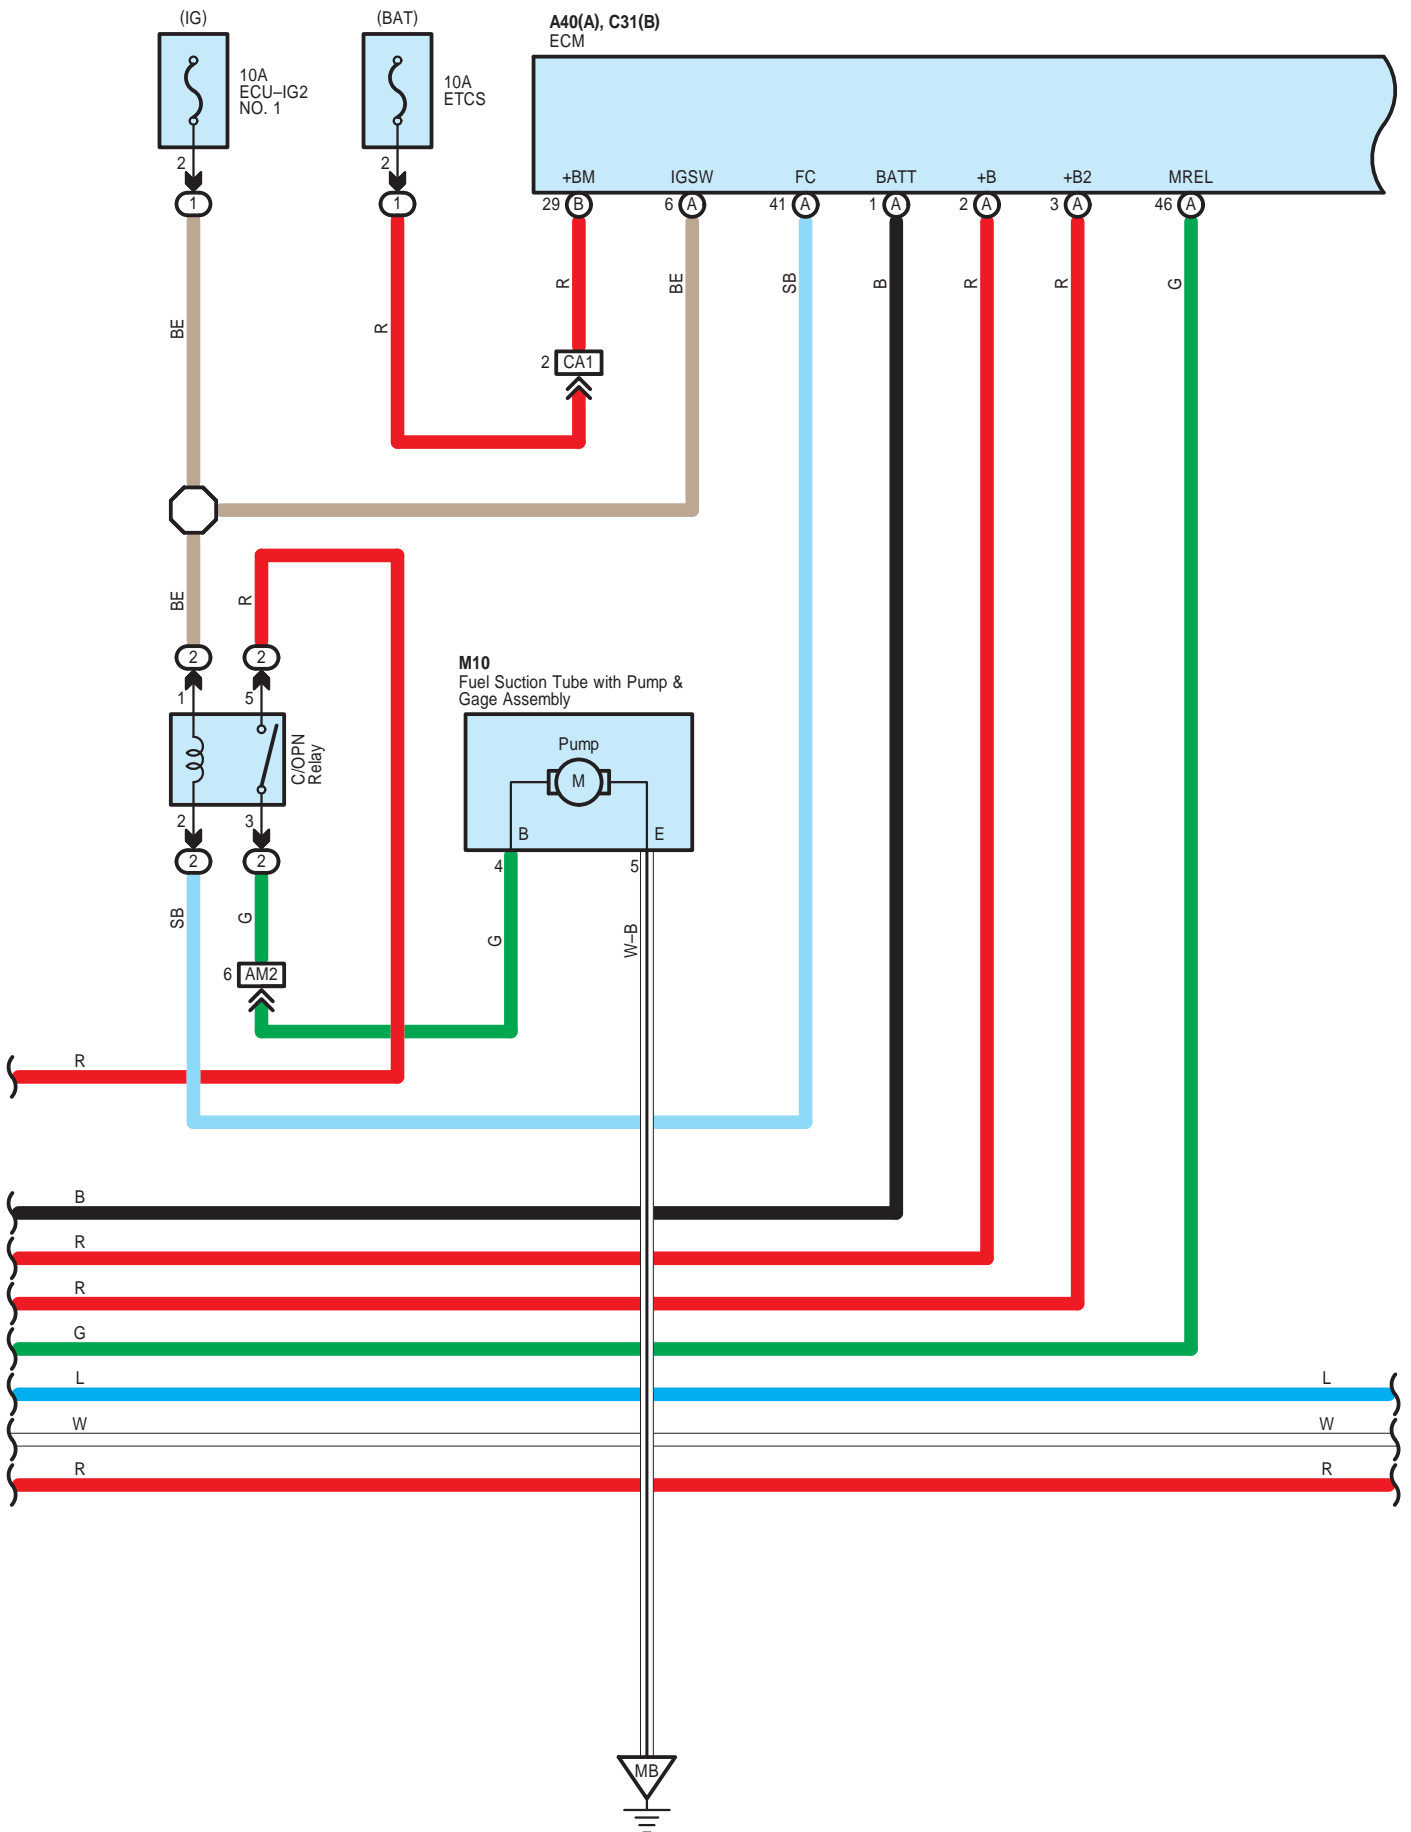 (IG)
(BAT)
A40(A), C31(B)
ECM
10A
ECU–IG2
NO. 1
10A
ETCS
2
2
+BM
IGSW
FC
BATT
+B
+B2
MREL
1
1
29 B
6 A
41 A
1 A
2 A
3 A
46 A
R
BE
SB
B
R
R
G
BE
R
2 CA1
BE
R
2
2
1
5
C/OPN
Relay
2
3
2
2
M10
Fuel Suction Tube with Pump &
Gage Assembly
Pump
M
B
E
4
5
SB
G
G
W–B
6 AM2
R
B
R
R
G
L
L
W
W
R
R
MB